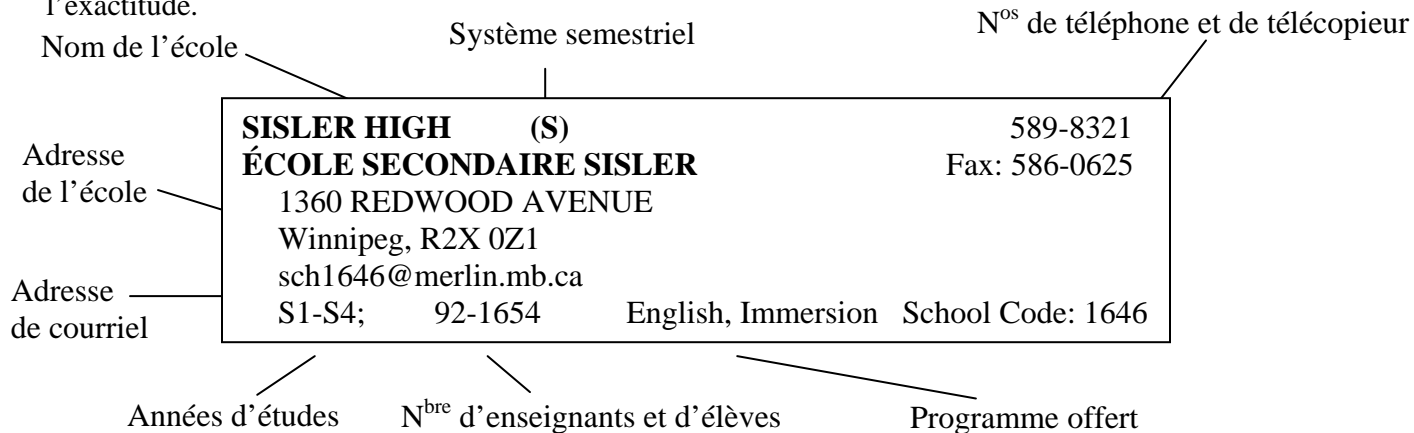 l'exactitude.
Nom de l'école
Système semestriel
Nos de téléphone et de télécopieur
SISLER HIGH (S) 589-8321
ÉCOLE SECONDAIRE SISLER Fax: 586-0625
1360 REDWOOD AVENUE
Winnipeg, R2X 0Z1
sch1646@merlin.mb.ca
S1-S4; 92-1654 English, Immersion School Code: 1646
Adresse
de l'école
Adresse
de courriel
Années d'études
Nbre d'enseignants et d'élèves
Programme offert